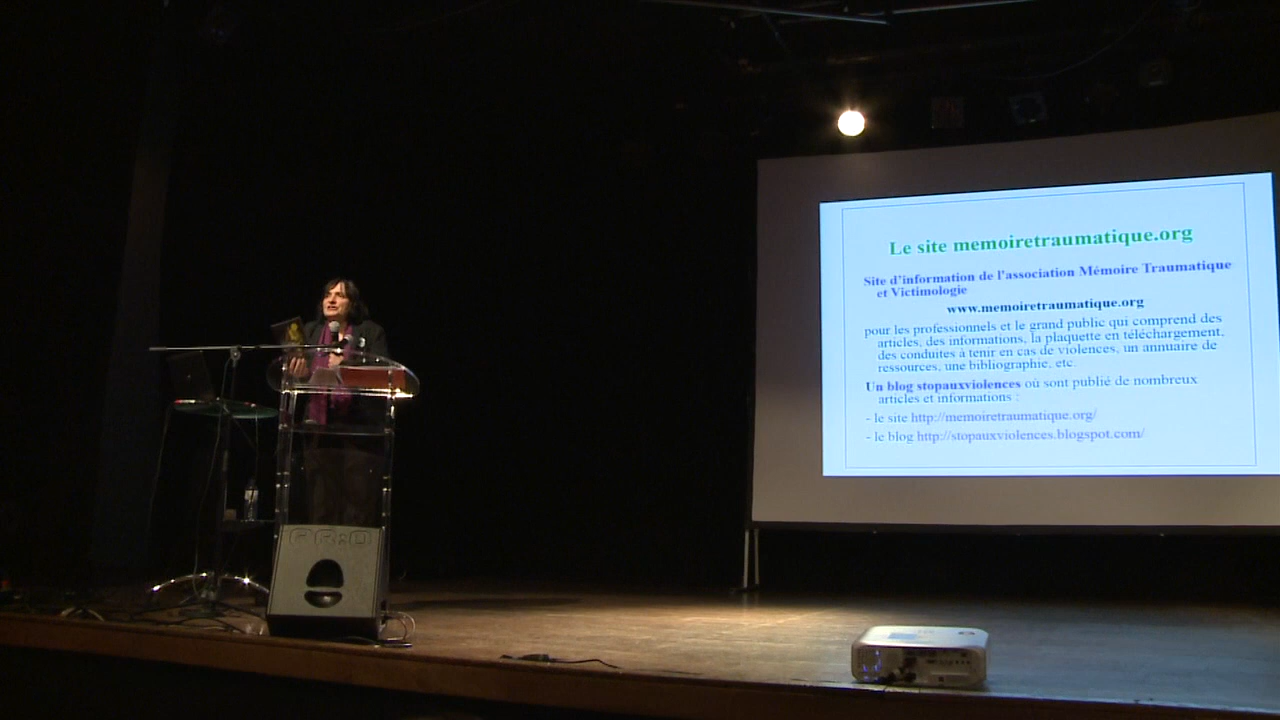 Le site memoiretraumatique.org
Site d'information de l'association Mémoire Traumatique
et Victimologie
www.memoiretraumatique.org
pour les professionnels et le grand public qui comprend des
articles, des informations, la plaquette en téléchargement,
des conduites à tenir en cas de violences, un annuaire de
ressources, une bibliographie, etc.
Un blog stopauxviolences où sont publié de nombreux
articles et informations :
- le site http://memoiretraumatique.org/
- le blog http://stopauxviolences.blogspot.com/